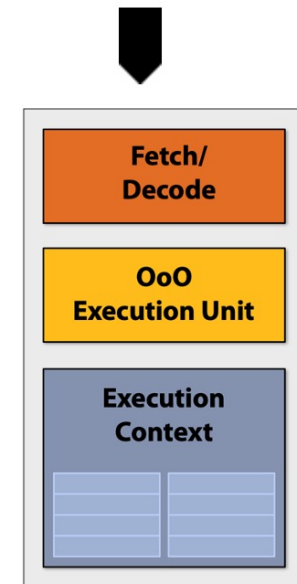 Fetch/
Decode
OoO
Execution Unit
Execution
Context